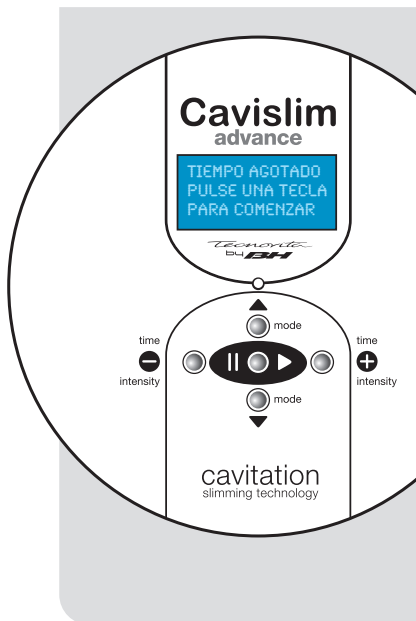 Cavislim
advance
TIEMPO AGOTADO
PULSE UNA TECLA
PARA COMENZAR
Tecnovita
by BH
mode
time
time
intensity
intensity
mode
cavitation
slimming technology